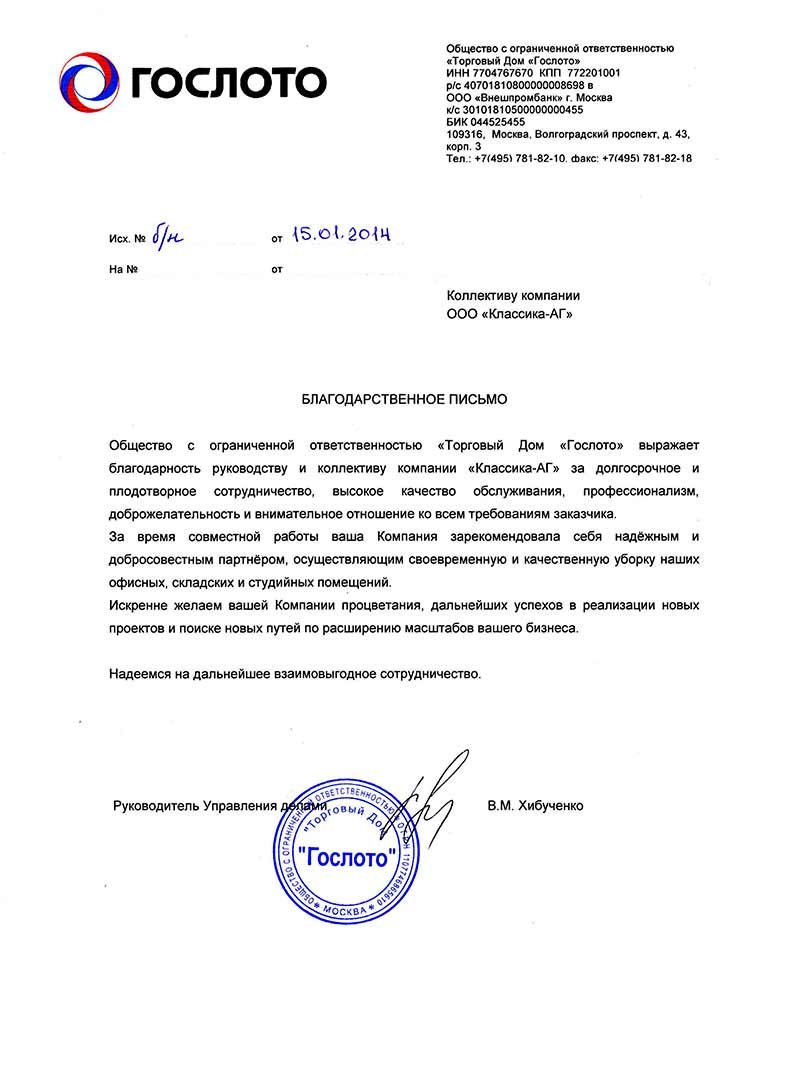 ГОСЛОТО
Общество с ограниченной ответственностью
«Торговый Дом «Гослото»
ИНН 7704767670 КПП 772201001
р/с 40701810800000008698 в
ООО «Внешпромбанк» г. Москва
к/с 30101810500000000455
БИК 044525455
109316, Москва, Волгоградский проспект, д. 43,
корп. 3
Тел.: +7(495) 781-82-10, факс: +7(495) 781-82-18
Исх. № б/н от 15.01.2014
На № от
Коллективу компании
ООО «Классика-АГ»
БЛАГОДАРСТВЕННОЕ ПИСЬМО
Общество с ограниченной ответственностью «Торговый Дом «Гослото» выражает
благодарность руководству и коллективу компании «Классика-АГ» за долгосрочное и
плодотворное сотрудничество, высокое качество обслуживания, профессионализм,
доброжелательность и внимательное отношение ко всем требованиям заказчика.
За время совместной работы ваша Компания зарекомендовала себя надёжным и
добросовестным партнёром, осуществляющим своевременную и качественную уборку наших
офисных, складских и студийных помещений.
Искренне желаем вашей Компании процветания, дальнейших успехов в реализации новых
проектов и поиске новых путей по расширению масштабов вашего бизнеса.
Надеемся на дальнейшее взаимовыгодное сотрудничество.
Руководитель Управления делами В.М. Хибученко
ОБЩЕСТВО С ОГРАНИЧЕННОЙ ОТВЕТСТВЕННОСТЬЮ
"Торговый Дом
"Гослото"
* МОСКВА *